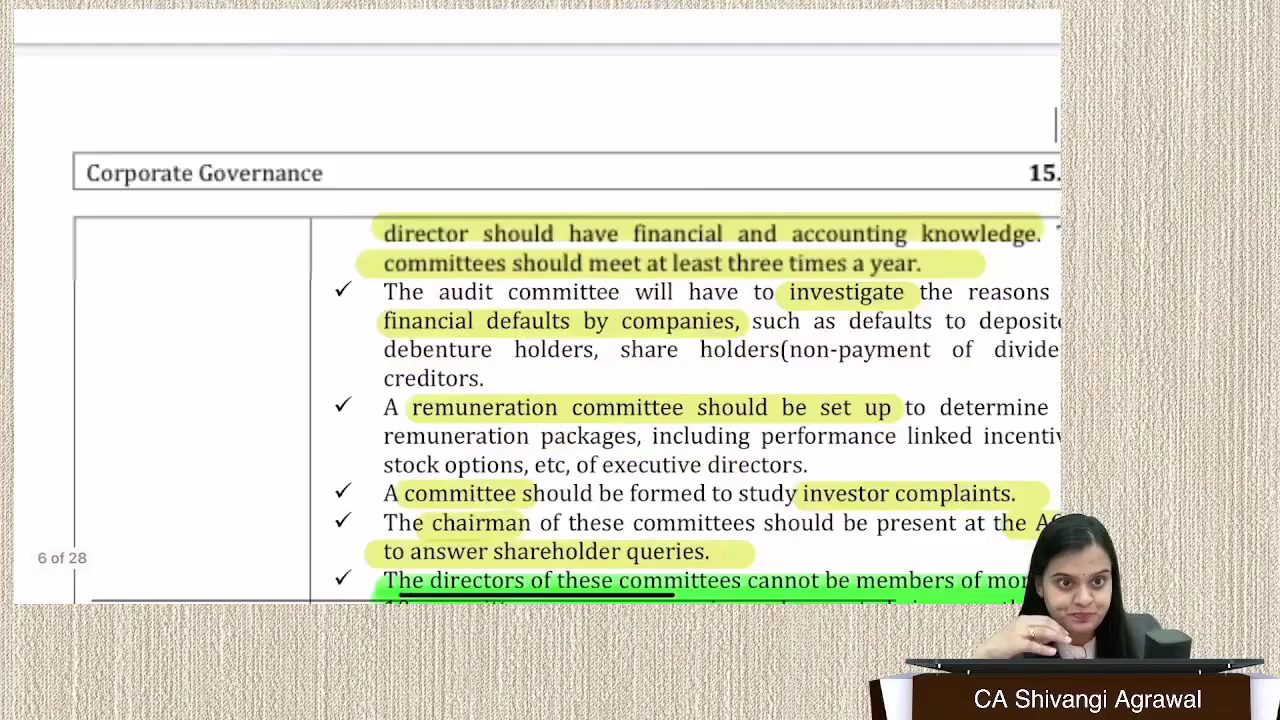 Corporate Governance 15.
director should have financial and accounting knowledge.
committees should meet at least three times a year.
✓ The audit committee will have to investigate the reasons
financial defaults by companies, such as defaults to
debenture holders, share holders(non-payment of
creditors.
✓ A remuneration committee should be set up to determine
remuneration packages, including performance linked
stock options, etc, of executive directors.
✓ A committee should be formed to study investor complaints.
✓ The chairman of these committees should be present at the
to answer shareholder queries.
6 of 28
✓ The directors of these committees cannot be members of
CA Shivangi Agrawal